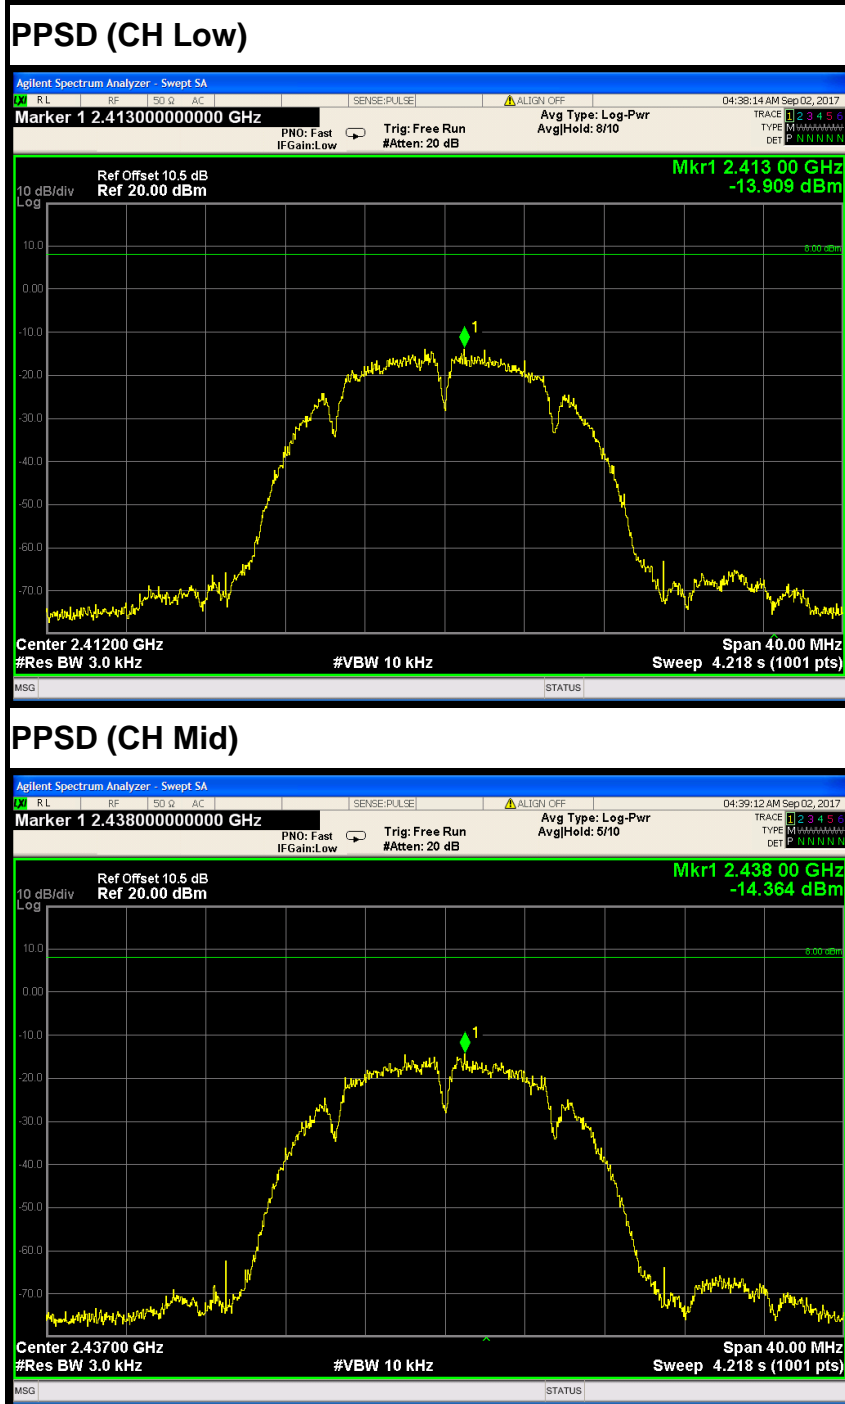 PPSD (CH Low)
Agilent Spectrum Analyzer - Swept SA
LXI RL RF 50 Ω AC SENSE:PULSE ALIGN OFF 04:38:14 AM Sep 02, 2017
Marker 1 2.413000000000 GHz
PNO: Fast
IFGain:Low
Trig: Free Run
#Atten: 20 dB
Avg Type: Log-Pwr
Avg|Hold: 8/10
TRACE 1 2 3 4 5 6
TYPE M
DET P N N N N N
Mkr1 2.413 00 GHz
-13.909 dBm
Ref Offset 10.5 dB
10 dB/div Ref 20.00 dBm
Log
10.0
8.00 dBm
0.00
1
-10.0
-20.0
-30.0
-40.0
-50.0
-60.0
-70.0
Center 2.41200 GHz Span 40.00 MHz
#Res BW 3.0 kHz #VBW 10 kHz Sweep 4.218 s (1001 pts)
MSG STATUS
PPSD (CH Mid)
Agilent Spectrum Analyzer - Swept SA
LXI RL RF 50 Ω AC SENSE:PULSE ALIGN OFF 04:39:12 AM Sep 02, 2017
Marker 1 2.438000000000 GHz
PNO: Fast
IFGain:Low
Trig: Free Run
#Atten: 20 dB
Avg Type: Log-Pwr
Avg|Hold: 5/10
TRACE 1 2 3 4 5 6
TYPE M
DET P N N N N N
Mkr1 2.438 00 GHz
-14.364 dBm
Ref Offset 10.5 dB
10 dB/div Ref 20.00 dBm
Log
10.0
8.00 dBm
0.00
1
-10.0
-20.0
-30.0
-40.0
-50.0
-60.0
-70.0
Center 2.43700 GHz Span 40.00 MHz
#Res BW 3.0 kHz #VBW 10 kHz Sweep 4.218 s (1001 pts)
MSG STATUS